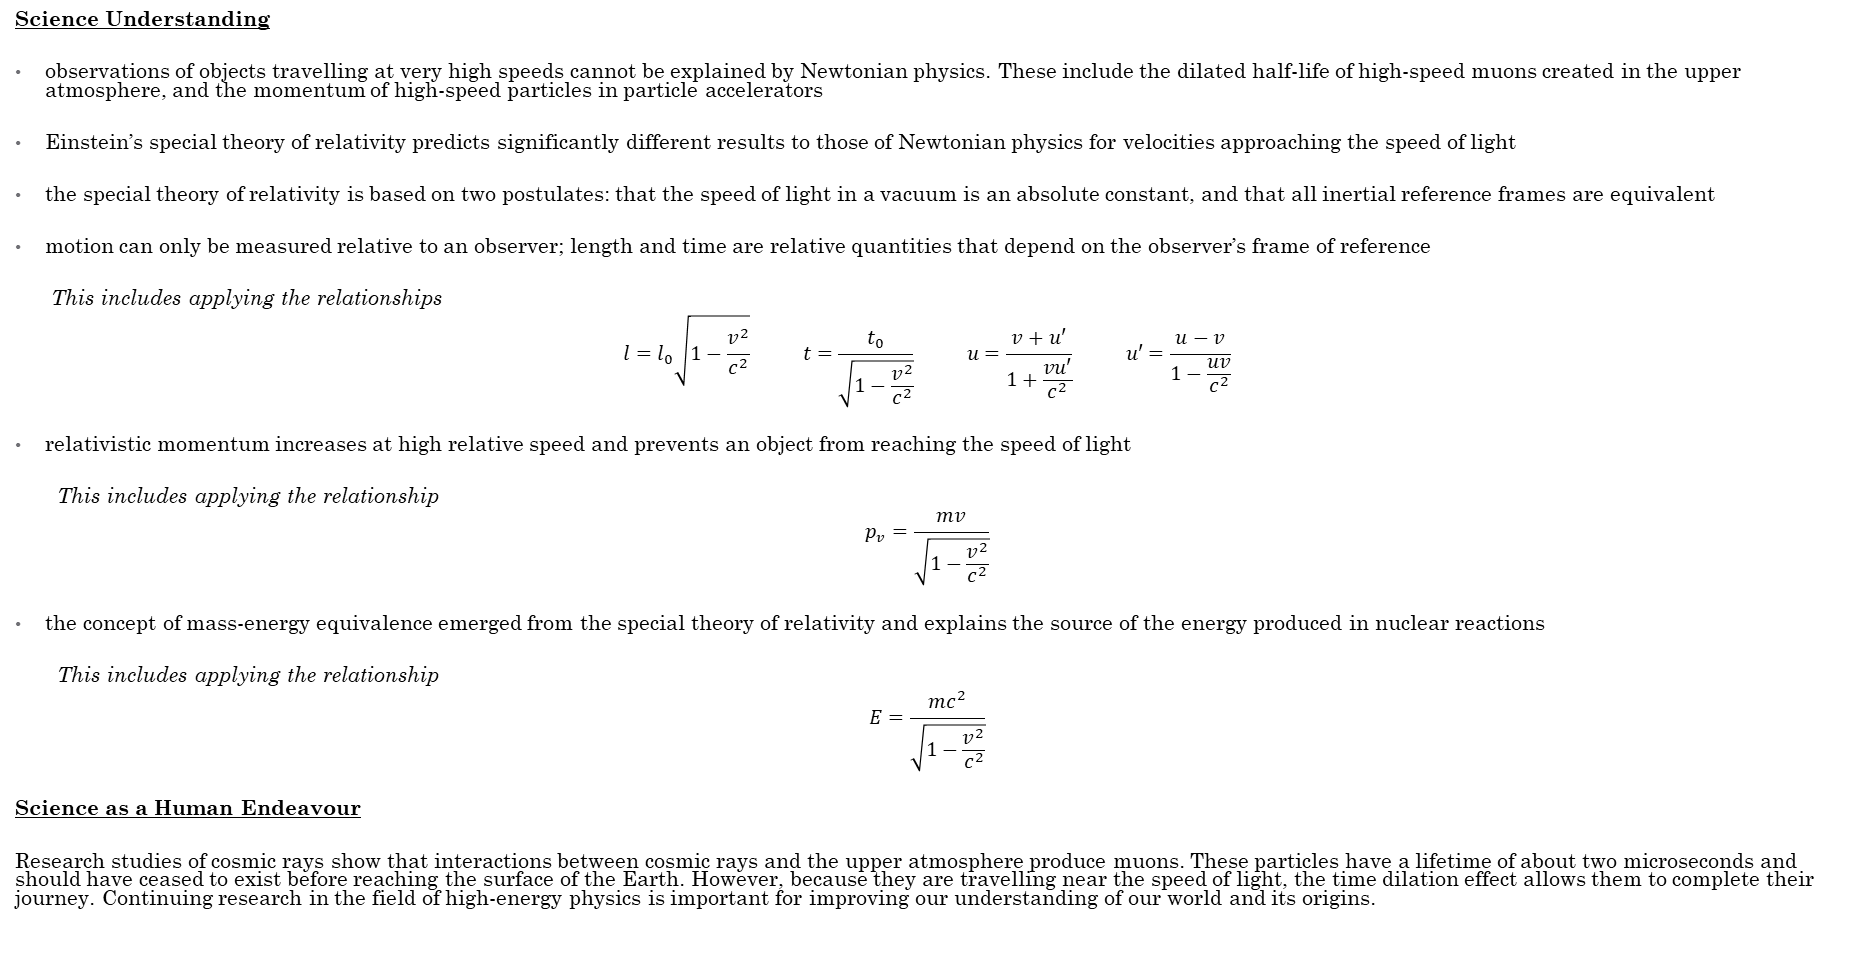 Science Understanding
• observations of objects travelling at very high speeds cannot be explained by Newtonian physics. These include the dilated half-life of high-speed muons created in the upper
atmosphere, and the momentum of high-speed particles in particle accelerators
• Einstein’s special theory of relativity predicts significantly different results to those of Newtonian physics for velocities approaching the speed of light
• the special theory of relativity is based on two postulates: that the speed of light in a vacuum is an absolute constant, and that all inertial reference frames are equivalent
• motion can only be measured relative to an observer; length and time are relative quantities that depend on the observer’s frame of reference
This includes applying the relationships
l = l₀ √(1 − v²/c²)   t = t₀ / √(1 − v²/c²)   u = (v + u′) / (1 + vu′/c²)   u′ = (u − v) / (1 − uv/c²)
• relativistic momentum increases at high relative speed and prevents an object from reaching the speed of light
This includes applying the relationship
pᵥ = mv / √(1 − v²/c²)
• the concept of mass-energy equivalence emerged from the special theory of relativity and explains the source of the energy produced in nuclear reactions
This includes applying the relationship
E = mc² / √(1 − v²/c²)
Science as a Human Endeavour
Research studies of cosmic rays show that interactions between cosmic rays and the upper atmosphere produce muons. These particles have a lifetime of about two microseconds and
should have ceased to exist before reaching the surface of the Earth. However, because they are travelling near the speed of light, the time dilation effect allows them to complete their
journey. Continuing research in the field of high-energy physics is important for improving our understanding of our world and its origins.